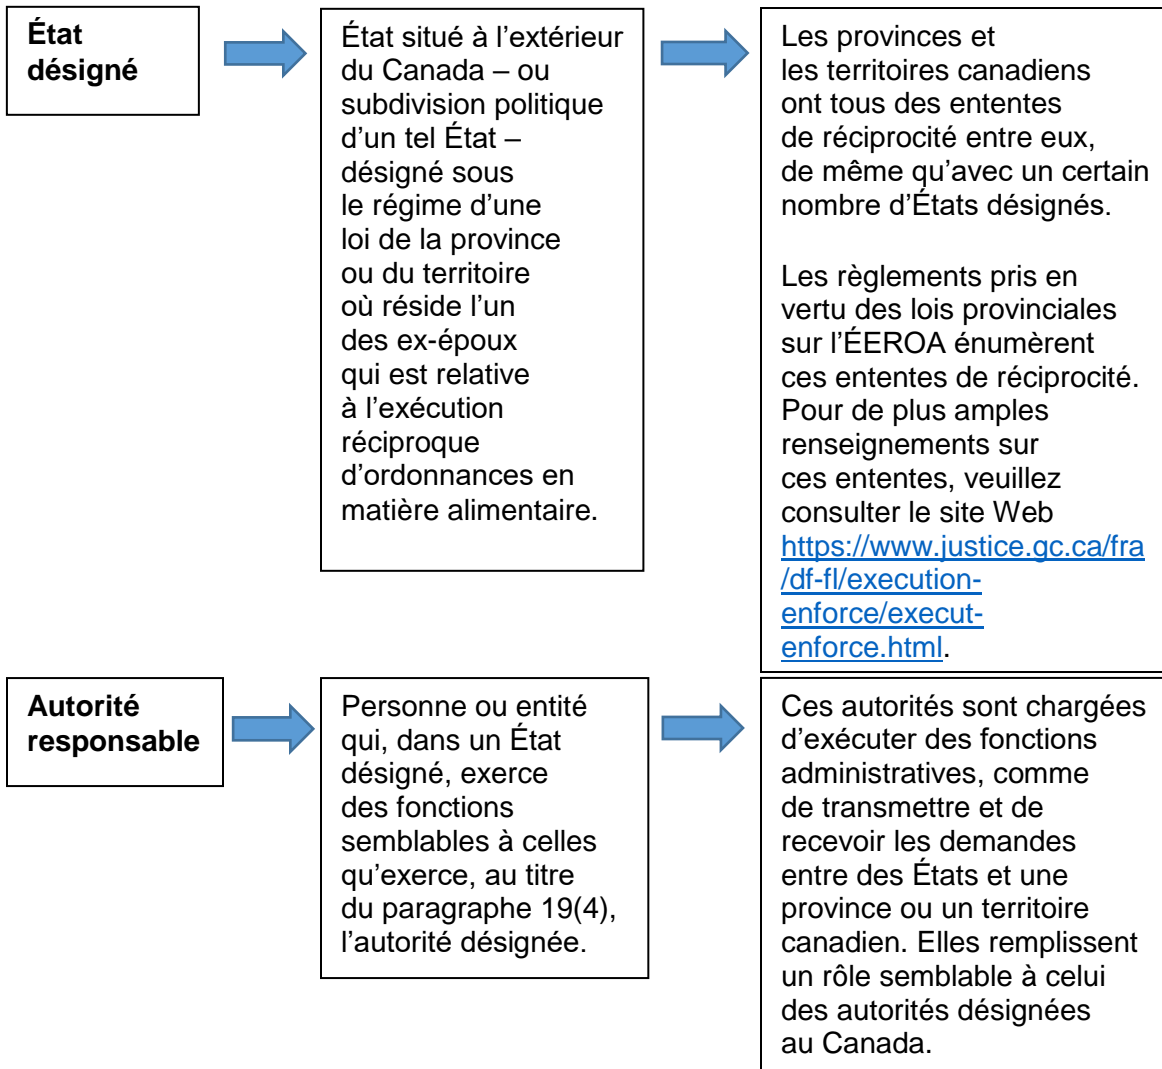 État
désigné
État situé à l’extérieur
du Canada – ou
subdivision politique
d’un tel État –
désigné sous
le régime d’une
loi de la province
ou du territoire
où réside l’un
des ex-époux
qui est relative
à l’exécution
réciproque
d’ordonnances en
matière alimentaire.
Les provinces et
les territoires canadiens
ont tous des ententes
de réciprocité entre eux,
de même qu’avec un certain
nombre d’États désignés.
Les règlements pris en
vertu des lois provinciales
sur l’ÉEROA énumèrent
ces ententes de réciprocité.
Pour de plus amples
renseignements sur
ces ententes, veuillez
consulter le site Web
https://www.justice.gc.ca/fra
/df-fl/execution-
enforce/execut-
enforce.html.
Autorité
responsable
Personne ou entité
qui, dans un État
désigné, exerce
des fonctions
semblables à celles
qu’exerce, au titre
du paragraphe 19(4),
l’autorité désignée.
Ces autorités sont chargées
d’exécuter des fonctions
administratives, comme
de transmettre et de
recevoir les demandes
entre des États et une
province ou un territoire
canadien. Elles remplissent
un rôle semblable à celui
des autorités désignées
au Canada.